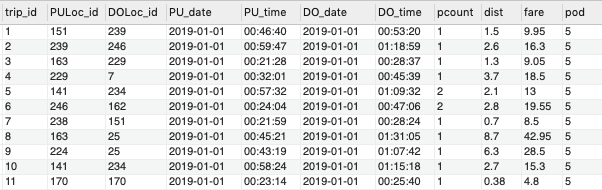 trip_id PULoc_id DOLoc_id PU_date PU_time DO_date DO_time pcount dist fare pod
1 151 239 2019-01-01 00:46:40 2019-01-01 00:53:20 1 1.5 9.95 5
2 239 246 2019-01-01 00:59:47 2019-01-01 01:18:59 1 2.6 16.3 5
3 163 229 2019-01-01 00:21:28 2019-01-01 00:28:37 1 1.3 9.05 5
4 229 7 2019-01-01 00:32:01 2019-01-01 00:45:39 1 3.7 18.5 5
5 141 234 2019-01-01 00:57:32 2019-01-01 01:09:32 2 2.1 13 5
6 246 162 2019-01-01 00:24:04 2019-01-01 00:47:06 2 2.8 19.55 5
7 238 151 2019-01-01 00:21:59 2019-01-01 00:28:24 1 0.7 8.5 5
8 163 25 2019-01-01 00:45:21 2019-01-01 01:31:05 1 8.7 42.95 5
9 224 25 2019-01-01 00:43:19 2019-01-01 01:07:42 1 6.3 28.5 5
10 141 234 2019-01-01 00:58:24 2019-01-01 01:15:18 1 2.7 15.3 5
11 170 170 2019-01-01 00:23:14 2019-01-01 00:25:40 1 0.38 4.8 5